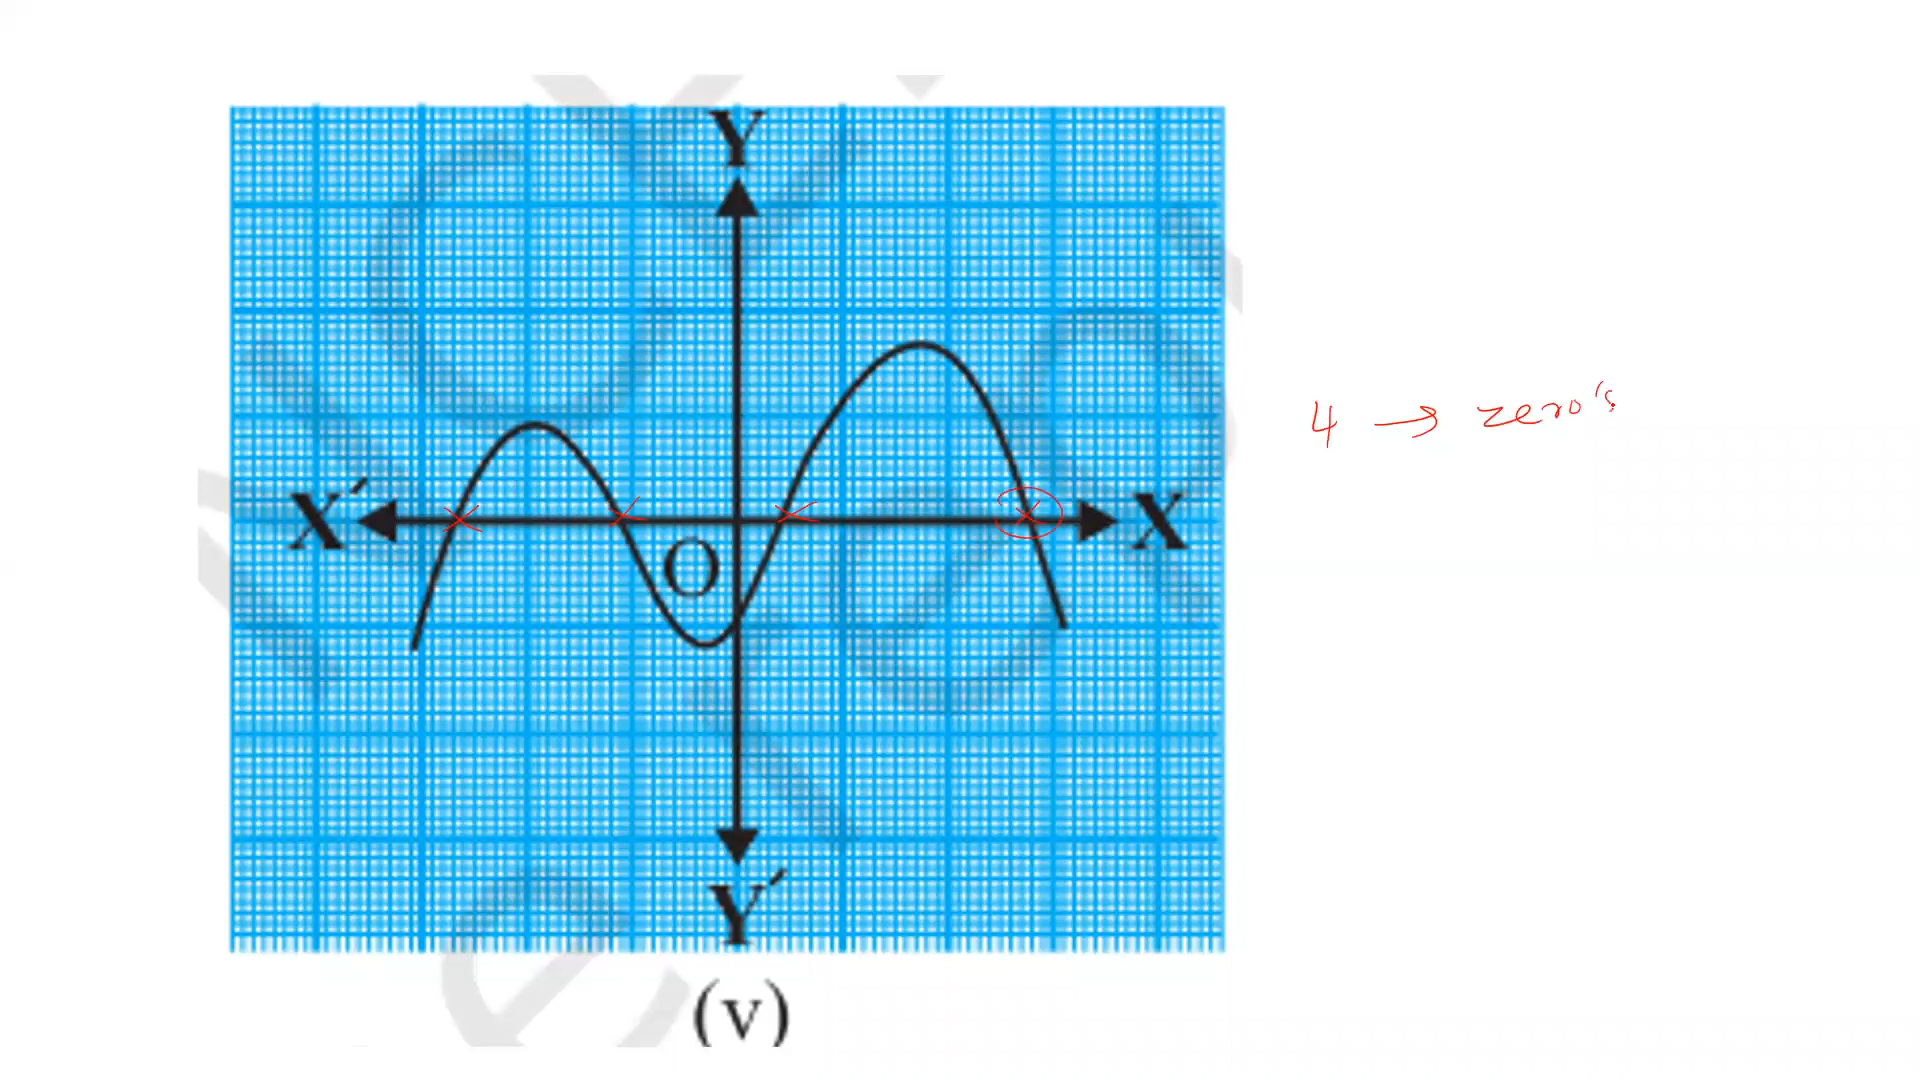 Y
X′ X
O
Y′
(v)
4 → zero's